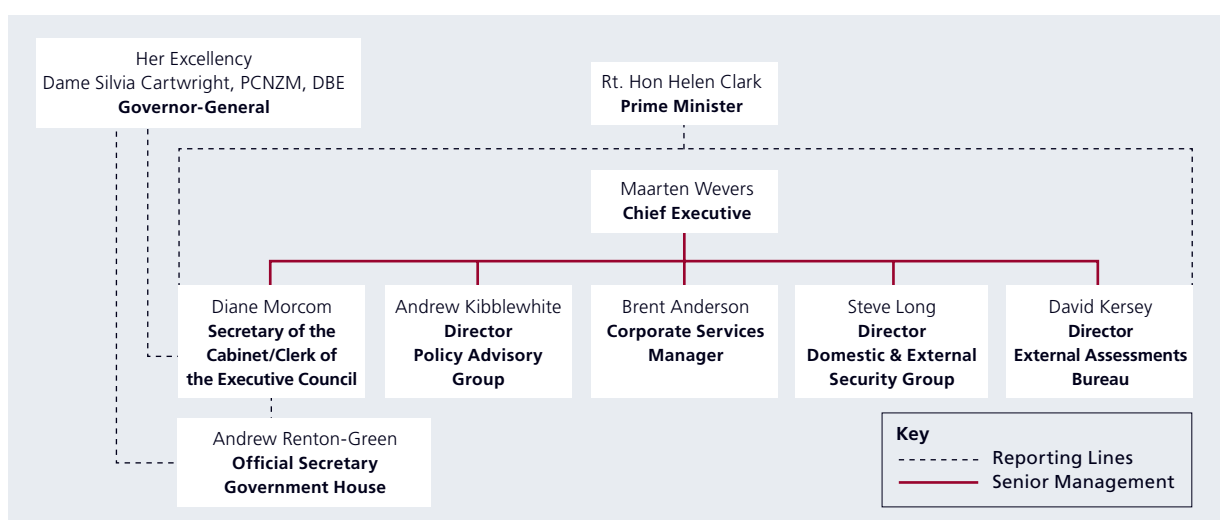 Her Excellency
Dame Silvia Cartwright, PCNZM, DBE
Governor-General
Rt. Hon Helen Clark
Prime Minister
Maarten Wevers
Chief Executive
Diane Morcom
Secretary of the
Cabinet/Clerk of
the Executive Council
Andrew Kibblewhite
Director
Policy Advisory
Group
Brent Anderson
Corporate Services
Manager
Steve Long
Director
Domestic & External
Security Group
David Kersey
Director
External Assessments
Bureau
Andrew Renton-Green
Official Secretary
Government House
Key
Reporting Lines
Senior Management